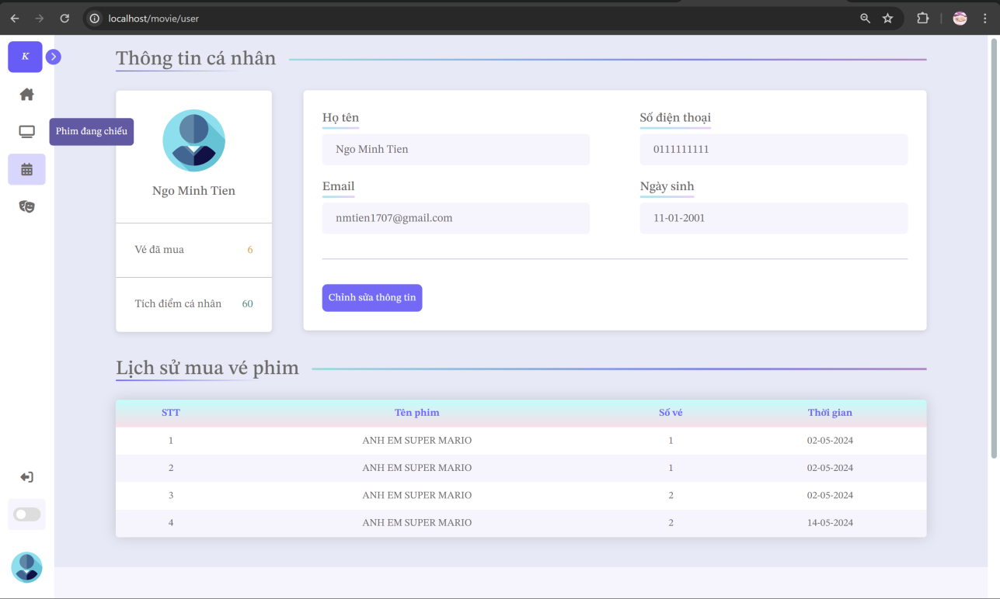 localhost/movie/user
K
Thông tin cá nhân
Phim đang chiếu
Ngo Minh Tien
Vé đã mua 6
Tích điểm cá nhân 60
Họ tên Số điện thoại
Ngo Minh Tien 0111111111
Email Ngày sinh
nmtien1707@gmail.com 11-01-2001
Chỉnh sửa thông tin
Lịch sử mua vé phim
STT Tên phim Số vé Thời gian
1 ANH EM SUPER MARIO 1 02-05-2024
2 ANH EM SUPER MARIO 1 02-05-2024
3 ANH EM SUPER MARIO 2 02-05-2024
4 ANH EM SUPER MARIO 2 14-05-2024